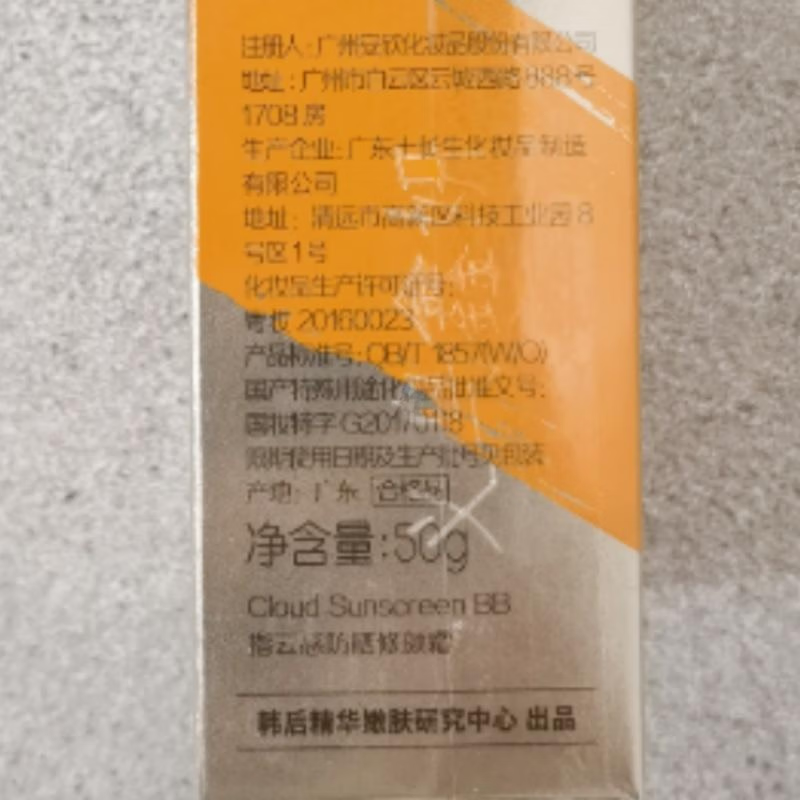 注册人:广州安钦化妆品股份有限公司
地址:广州市白云区云城西路888号
1708房
生产企业:广东十长生化妆品制造
有限公司
地址:清远市高新区科技工业园8
号区1号
化妆品生产许可证号:
粤妆20160023
产品标准号:QB/T 1857(W/O)
国产特殊用途化妆品批准文号:
国妆特字G20170118
限期使用日期及生产批号见包装
产地:广东 合格品
净含量:50g
Cloud Sunscreen BB
云感防晒修颜霜
韩后精华嫩肤研究中心 出品